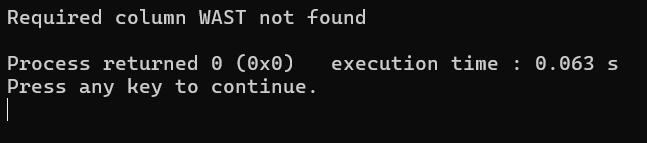 Required column WAST not found
Process returned 0 (0x0)   execution time : 0.063 s
Press any key to continue.